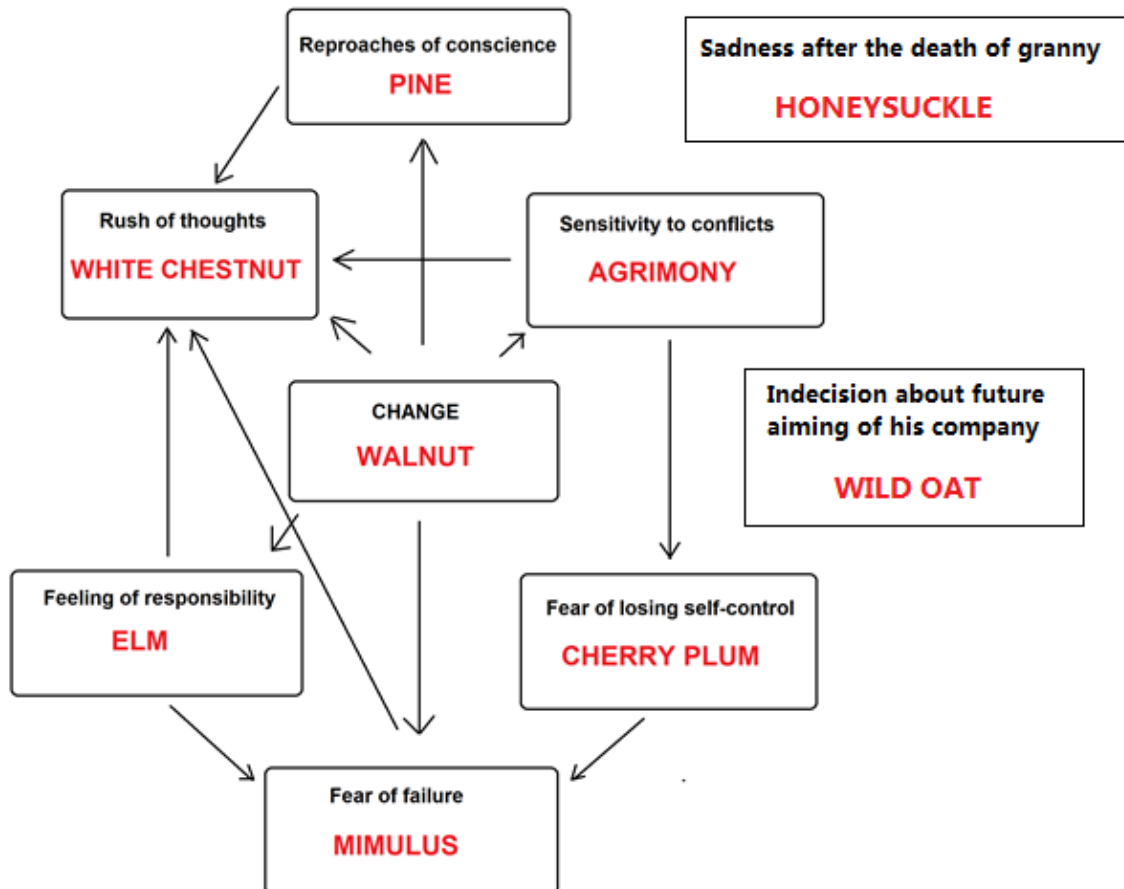 Reproaches of conscience
PINE
Sadness after the death of granny
HONEYSUCKLE
Rush of thoughts
WHITE CHESTNUT
Sensitivity to conflicts
AGRIMONY
CHANGE
WALNUT
Indecision about future
aiming of his company
WILD OAT
Feeling of responsibility
ELM
Fear of losing self-control
CHERRY PLUM
Fear of failure
MIMULUS